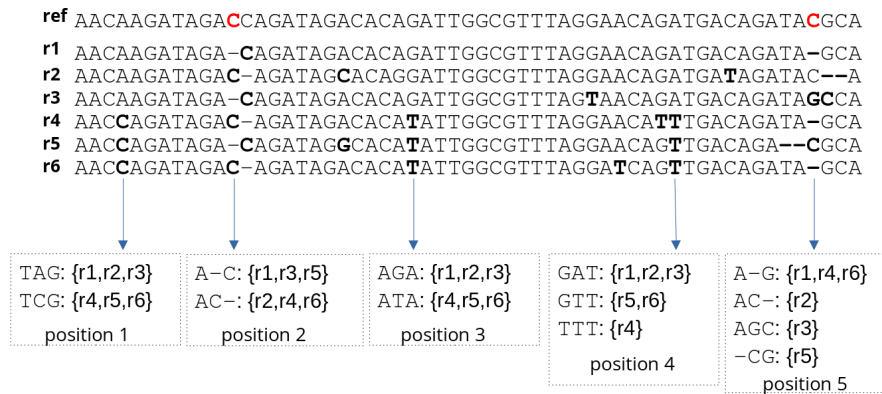 ref AACAAGATAGACCAGATAGACACAGATTGGCGTTTAGGAACAGATGACAGATACGCA
r1 AACAAGATAGA–CAGATAGACACAGATTGGCGTTTAGGAACAGATGACAGATA–GCA
r2 AACAAGATAGAC–AGATAGCACAGGATTGGCGTTTAGGAACAGATGATAGATAC––A
r3 AACAAGATAGA–CAGATAGACACAGATTGGCGTTTAGTAACAGATGACAGATAGCCA
r4 AACCAGATAGAC–AGATAGACACATATTGGCGTTTAGGAACATTTGACAGATA–GCA
r5 AACCAGATAGA–CAGATAGGCACATATTGGCGTTTAGGAACAGTTGACAGA––CGCA
r6 AACCAGATAGAC–AGATAGACACATATTGGCGTTTAGGATCAGTTGACAGATA–GCA
TAG: {r1,r2,r3}
TCG: {r4,r5,r6}
position 1
A–C: {r1,r3,r5}
AC–: {r2,r4,r6}
position 2
AGA: {r1,r2,r3}
ATA: {r4,r5,r6}
position 3
GAT: {r1,r2,r3}
GTT: {r5,r6}
TTT: {r4}
position 4
A–G: {r1,r4,r6}
AC–: {r2}
AGC: {r3}
–CG: {r5}
position 5